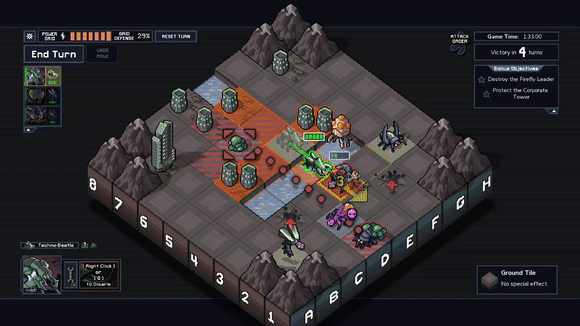 POWER GRID
GRID DEFENSE 29%
RESET TURN
End Turn
UNDO MOVE
ATTACK ORDER
Game Time: 1:33:00
Victory in 4 turns
Bonus Objectives
Destroy the Firefly Leader
Protect the Corporate Tower
8 7 6 5 4 3 2 1
A B C D E F G H
3
Techno-Beetle
Right Click
or
to Disarm
Ground Tile
No special effect.